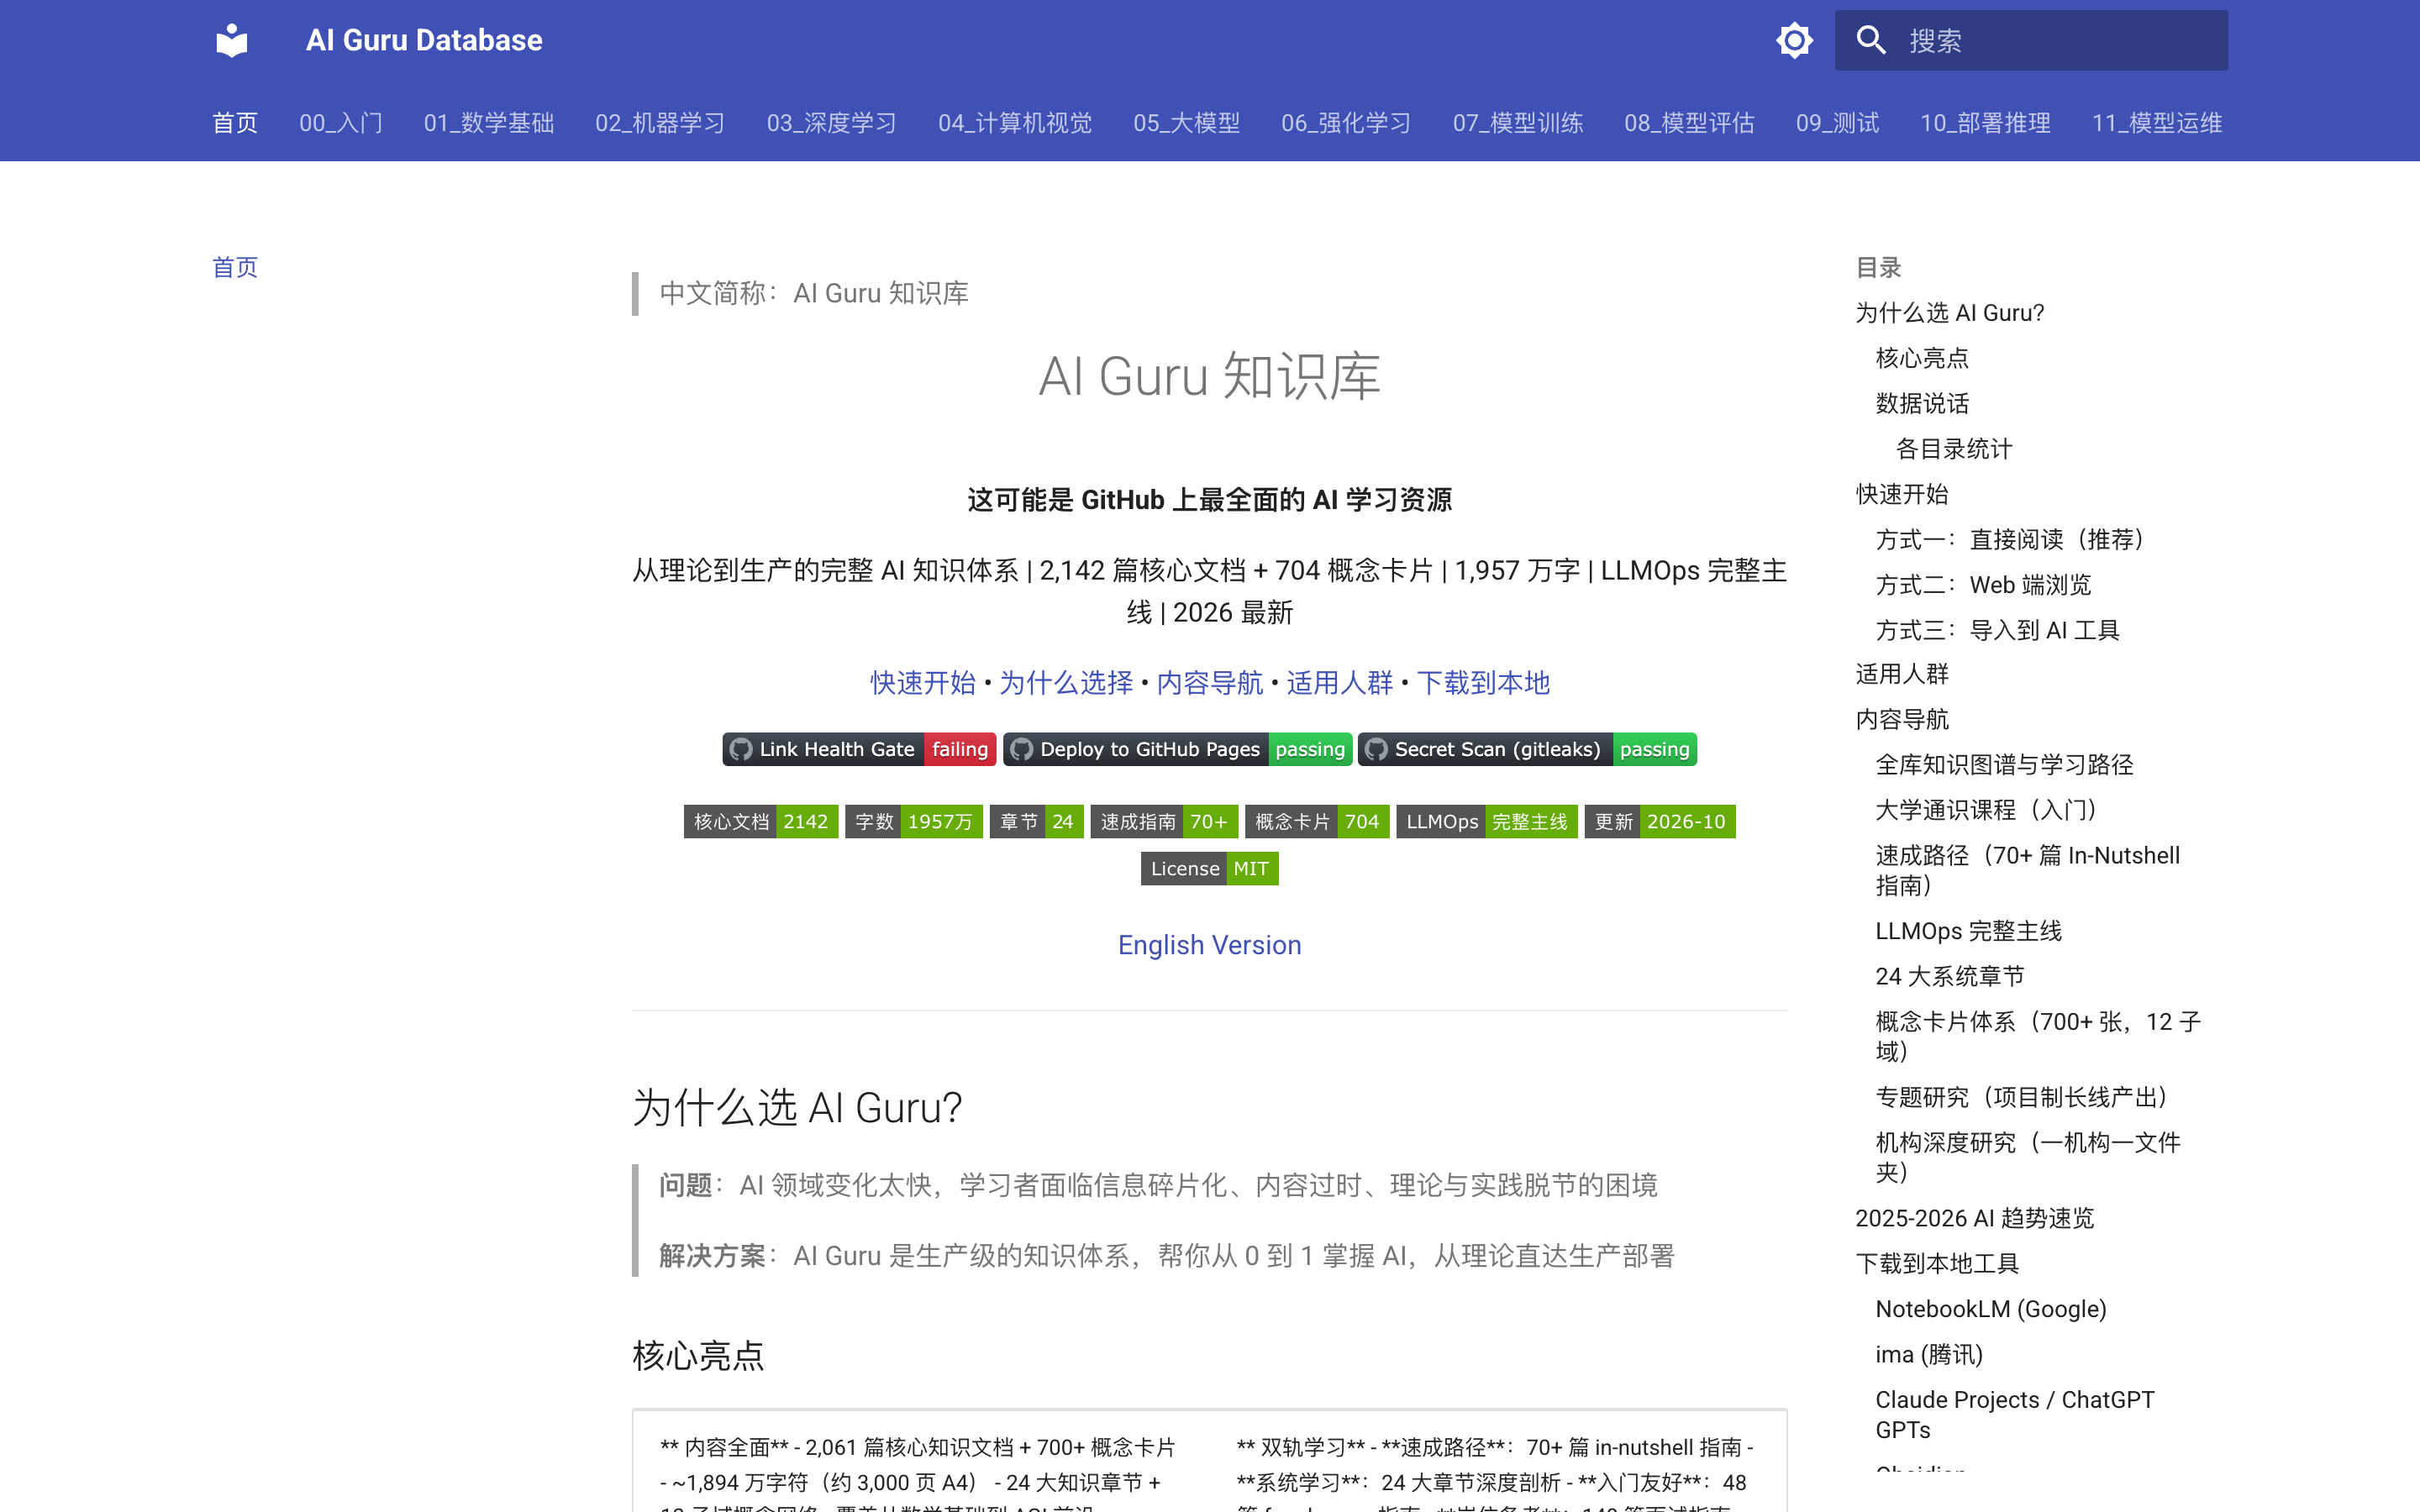 AI Guru Database
搜索
首页 00_入门 01_数学基础 02_机器学习 03_深度学习 04_计算机视觉 05_大模型 06_强化学习 07_模型训练 08_模型评估 09_测试 10_部署推理 11_模型运维
首页
中文简称：AI Guru 知识库
AI Guru 知识库
这可能是 GitHub 上最全面的 AI 学习资源
从理论到生产的完整 AI 知识体系 | 2,142 篇核心文档 + 704 概念卡片 | 1,957 万字 | LLMOps 完整主
线 | 2026 最新
快速开始 • 为什么选择 • 内容导航 • 适用人群 • 下载到本地
Link Health Gate failing Deploy to GitHub Pages passing Secret Scan (gitleaks) passing
核心文档 2142 字数 1957万 章节 24 速成指南 70+ 概念卡片 704 LLMOps 完整主线 更新 2026-10
License MIT
English Version
为什么选 AI Guru?
问题：AI 领域变化太快，学习者面临信息碎片化、内容过时、理论与实践脱节的困境
解决方案：AI Guru 是生产级的知识体系，帮你从 0 到 1 掌握 AI，从理论直达生产部署
核心亮点
** 内容全面** - 2,061 篇核心知识文档 + 700+ 概念卡片
- ~1,894 万字符（约 3,000 页 A4） - 24 大知识章节 +
** 双轨学习** - **速成路径**：70+ 篇 in-nutshell 指南 -
**系统学习**：24 大章节深度剖析 - **入门友好**：48
目录
为什么选 AI Guru?
核心亮点
数据说话
各目录统计
快速开始
方式一：直接阅读（推荐）
方式二：Web 端浏览
方式三：导入到 AI 工具
适用人群
内容导航
全库知识图谱与学习路径
大学通识课程（入门）
速成路径（70+ 篇 In-Nutshell
指南）
LLMOps 完整主线
24 大系统章节
概念卡片体系（700+ 张，12 子
域）
专题研究（项目制长线产出）
机构深度研究（一机构一文件
夹）
2025-2026 AI 趋势速览
下载到本地工具
NotebookLM (Google)
ima (腾讯)
Claude Projects / ChatGPT
GPTs